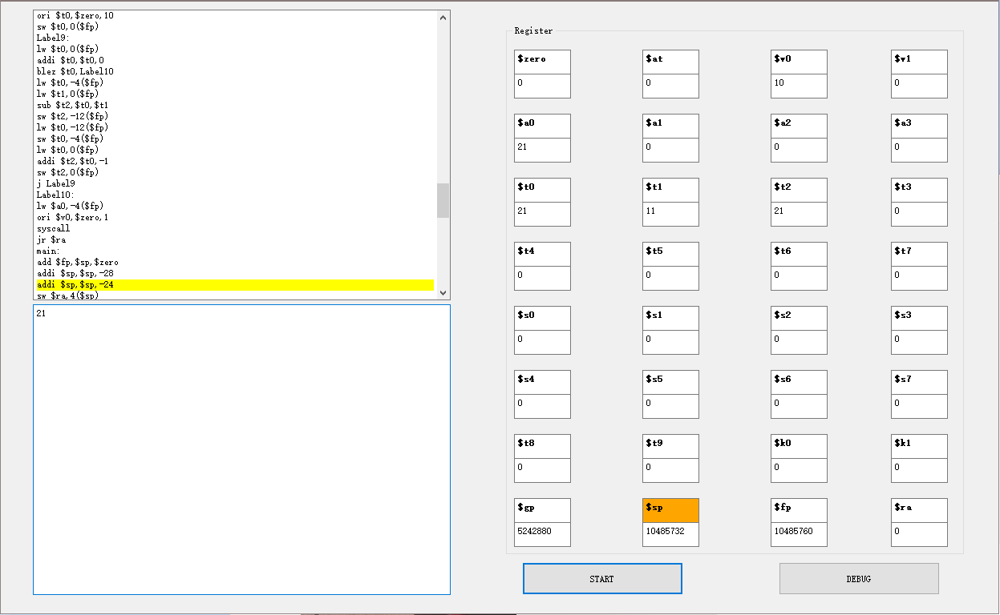 ori $t0,$zero,10
sw $t0,0($fp)
Label9:
lw $t0,0($fp)
addi $t0,$t0,0
blez $t0,Label10
lw $t0,-4($fp)
lw $t1,0($fp)
sub $t2,$t0,$t1
sw $t2,-12($fp)
lw $t0,-12($fp)
sw $t0,-4($fp)
lw $t0,0($fp)
addi $t2,$t0,-1
sw $t2,0($fp)
j Label9
Label10:
lw $a0,-4($fp)
ori $v0,$zero,1
syscall
jr $ra
main:
add $fp,$sp,$zero
addi $sp,$sp,-28
addi $sp,$sp,-24
sw $ra,4($sp)
21
Register
$zero $at $v0 $v1
0 0 10 0
$a0 $a1 $a2 $a3
21 0 0 0
$t0 $t1 $t2 $t3
21 11 21 0
$t4 $t5 $t6 $t7
0 0 0 0
$s0 $s1 $s2 $s3
0 0 0 0
$s4 $s5 $s6 $s7
0 0 0 0
$t8 $t9 $k0 $k1
0 0 0 0
$gp $sp $fp $ra
5242880 10485732 10485760 0
START DEBUG